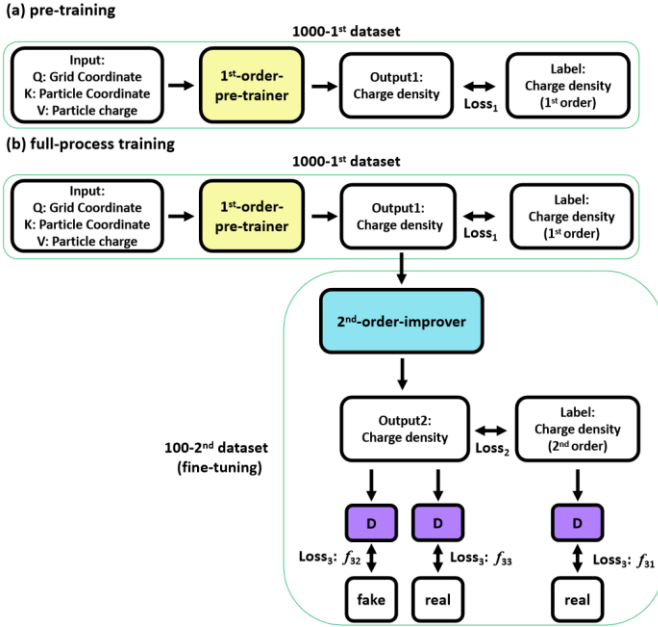 (a) pre-training
1000-1st dataset
Input:
Q: Grid Coordinate
K: Particle Coordinate
V: Particle charge
1st-order-
pre-trainer
Output1:
Charge density
Loss1
Label:
Charge density
(1st order)
(b) full-process training
1000-1st dataset
Input:
Q: Grid Coordinate
K: Particle Coordinate
V: Particle charge
1st-order-
pre-trainer
Output1:
Charge density
Loss1
Label:
Charge density
(1st order)
2nd-order-improver
100-2nd dataset
(fine-tuning)
Output2:
Charge density
Loss2
Label:
Charge density
(2nd order)
D
D
D
Loss3: f32
Loss3: f33
Loss3: f31
fake
real
real